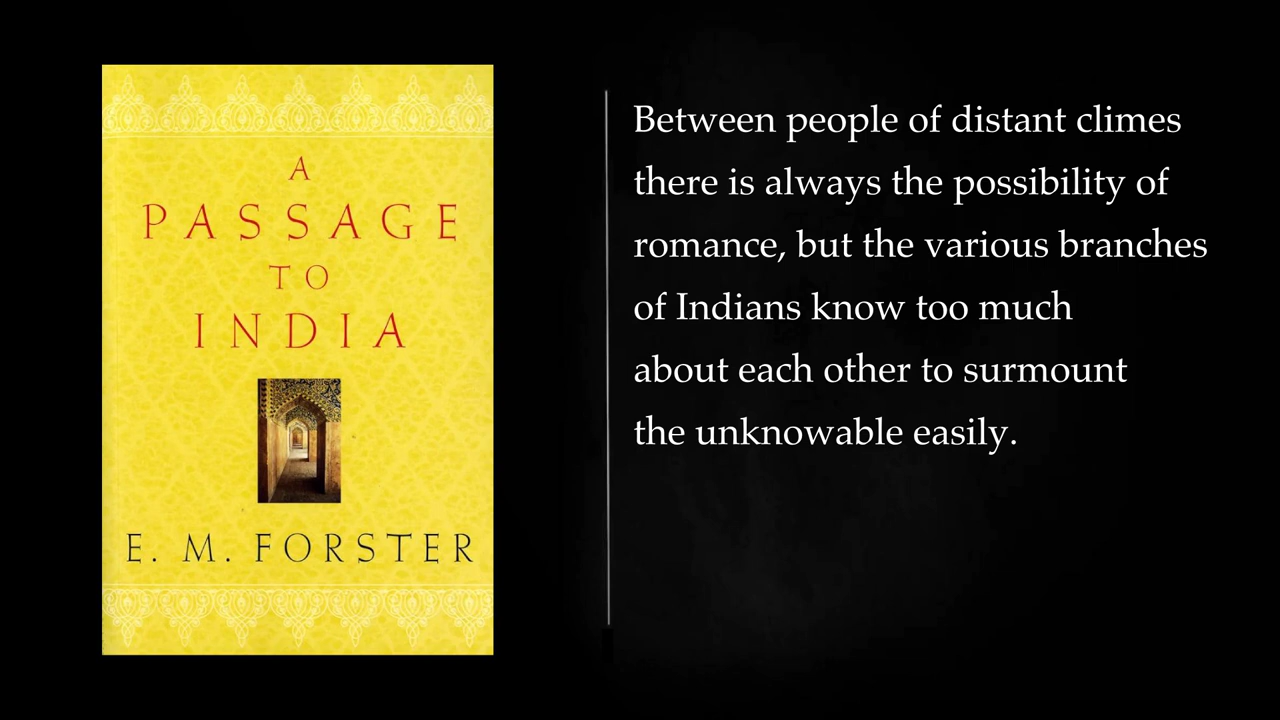 A
PASSAGE
TO
INDIA
E. M. FORSTER
Between people of distant climes
there is always the possibility of
romance, but the various branches
of Indians know too much
about each other to surmount
the unknowable easily.